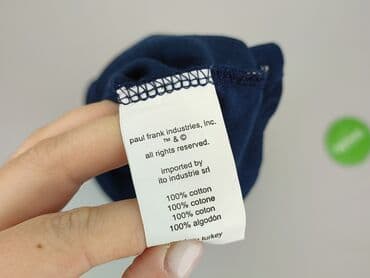 paul frank industries, inc.
™ & ©
all rights reserved.
imported by
ito industrie srl
100% cotton
100% cotone
100% coton
100% algodón
turkey